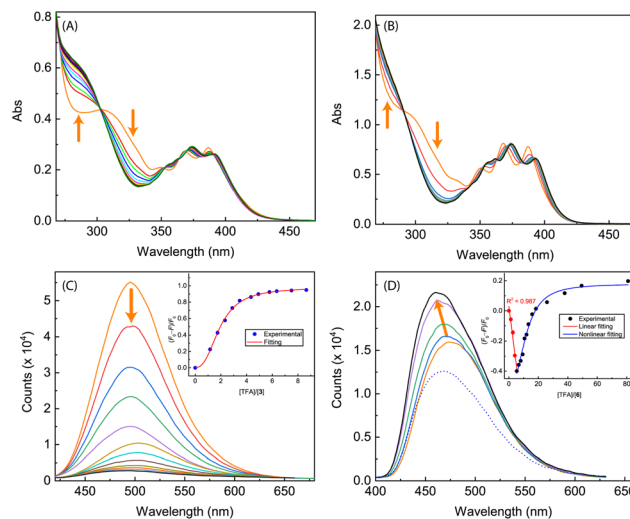 (A)
0.8
0.6
0.4
0.2
0.0
Abs
300
350
400
450
Wavelength (nm)
(B)
2.0
1.5
1.0
0.5
0.0
Abs
300
350
400
450
Wavelength (nm)
(C)
5
4
3
2
1
0
Counts (x 10⁴)
450
500
550
600
650
Wavelength (nm)
1.0
0.8
0.6
0.4
0.2
0.0
(F₀-F)/F₀
Experimental
Fitting
0
2
4
6
8
[TFA]/[3]
(D)
2.0
1.5
1.0
0.5
0.0
Counts (x 10⁴)
400
450
500
550
600
650
Wavelength (nm)
R² = 0.987
0.2
0.0
-0.2
-0.4
(F₀-F)/F₀
Experimental
Linear fitting
Nonlinear fitting
0
20
40
60
80
[TFA]/[6]